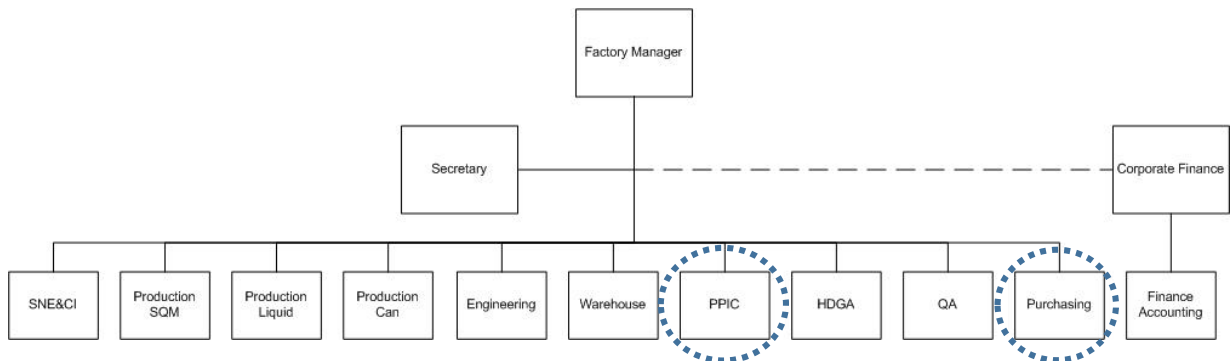 Factory Manager
Secretary
Corporate Finance
SNE&CI
Production
SQM
Production
Liquid
Production
Can
Engineering
Warehouse
PPIC
HDGA
QA
Purchasing
Finance
Accounting